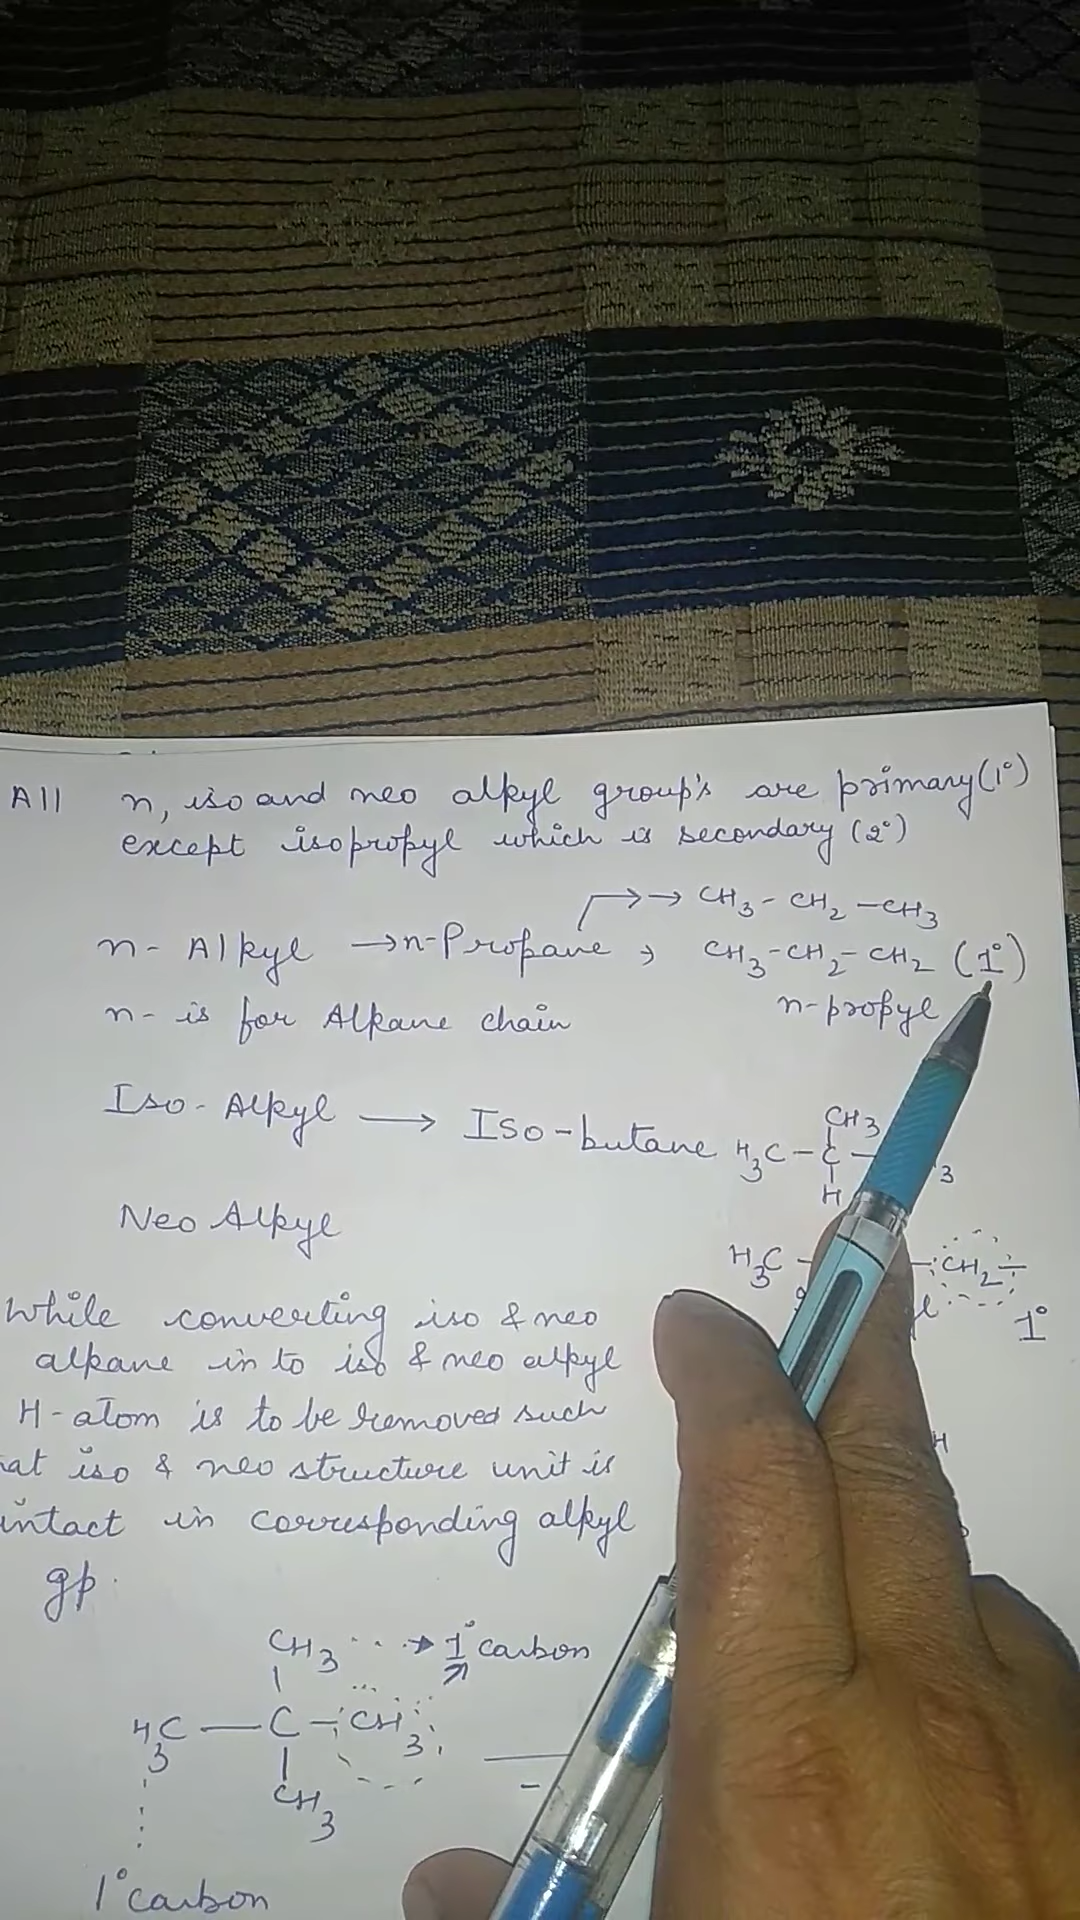 All n, iso and neo alkyl group's are primary (1°)
except isopropyl which is secondary (2°)
→→ CH3 - CH2 - CH3
n- Alkyl → n-Propane → CH3-CH2-CH2 (1°)
n- is for Alkane chain n-propyl
CH3
Iso-Alkyl → Iso-butane H3C - C -
H 3
Neo Alkyl
H3C - - CH2 -
1°
While converting iso & neo
alkane in to iso & neo alkyl
H-atom is to be removed such
at iso & neo structure unit is
intact in corresponding alkyl
gp.
CH3 ...→ 1° carbon
H3C - C - CH3
CH3
1° carbon